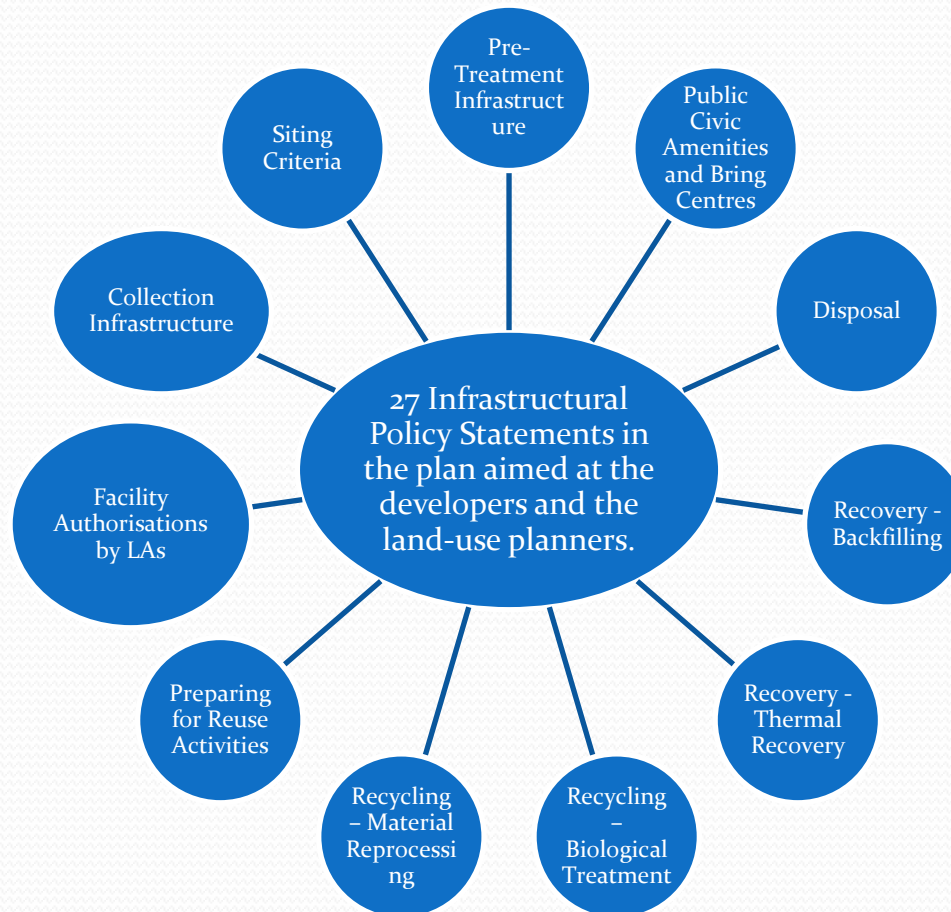 Pre-
Treatment
Infrastruct
ure
Public
Civic
Amenities
and Bring
Centres
Disposal
Recovery -
Backfilling
Recovery -
Thermal
Recovery
Recycling
–
Biological
Treatment
Recycling
– Material
Reprocessi
ng
Preparing
for Reuse
Activities
Facility
Authorisations
by LAs
Collection
Infrastructure
Siting
Criteria
27 Infrastructural
Policy Statements in
the plan aimed at the
developers and the
land-use planners.